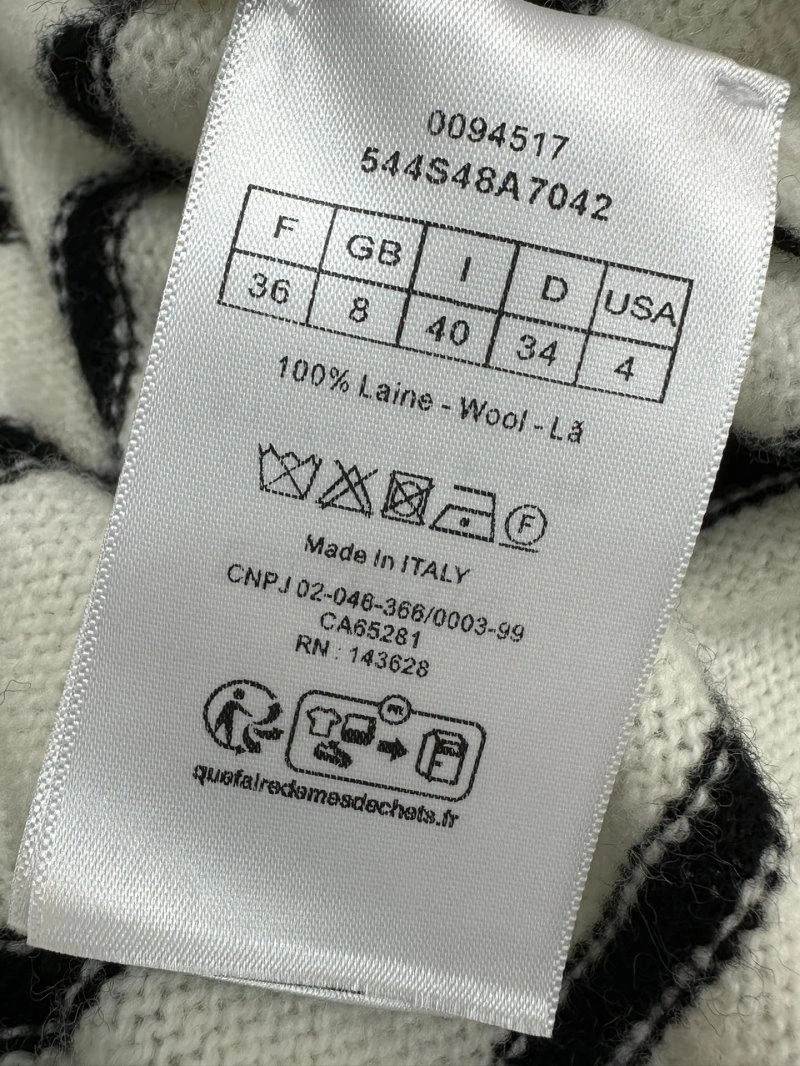 0094517
544S48A7042
F GB I D USA
36 8 40 34 4
100% Laine - Wool - Lã
F
Made In ITALY
CNPJ 02-046-366/0003-99
CA65281
RN : 143628
quefairedemesdechets.fr